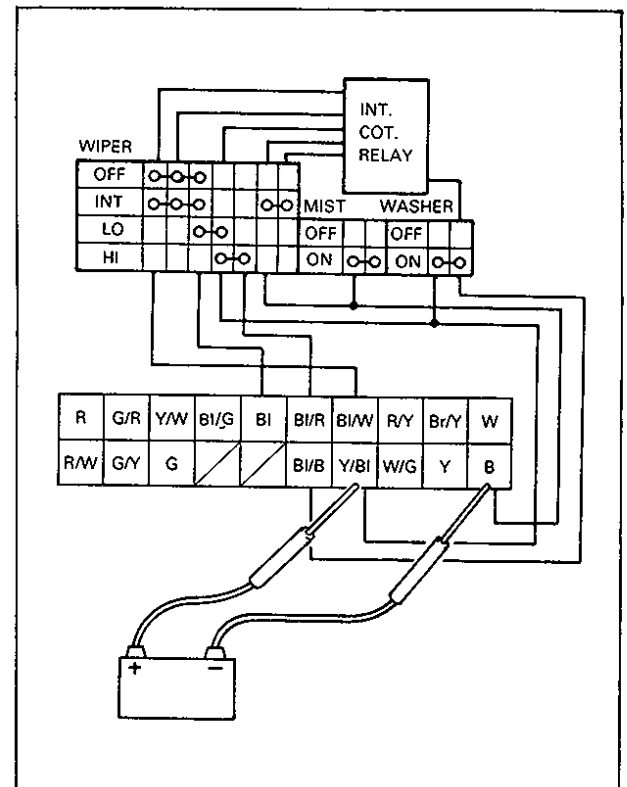 INT.
COT.
RELAY
WIPER
OFF
INT
LO
HI
MIST
OFF
ON
WASHER
OFF
ON
R G/R Y/W Bl/G Bl Bl/R Bl/W R/Y Br/Y W
R/W G/Y G Bl/B Y/Bl W/G Y B
+ −